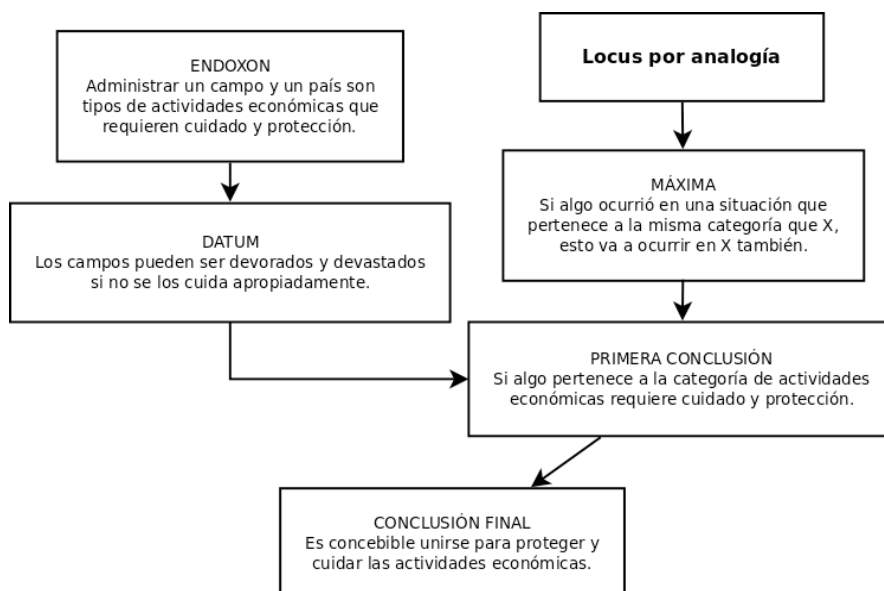 ENDOXON
Administrar un campo y un país son
tipos de actividades económicas que
requieren cuidado y protección.
Locus por analogía
MÁXIMA
Si algo ocurrió en una situación que
pertenece a la misma categoría que X,
esto va a ocurrir en X también.
DATUM
Los campos pueden ser devorados y devastados
si no se los cuida apropiadamente.
PRIMERA CONCLUSIÓN
Si algo pertenece a la categoría de actividades
económicas requiere cuidado y protección.
CONCLUSIÓN FINAL
Es concebible unirse para proteger y
cuidar las actividades económicas.